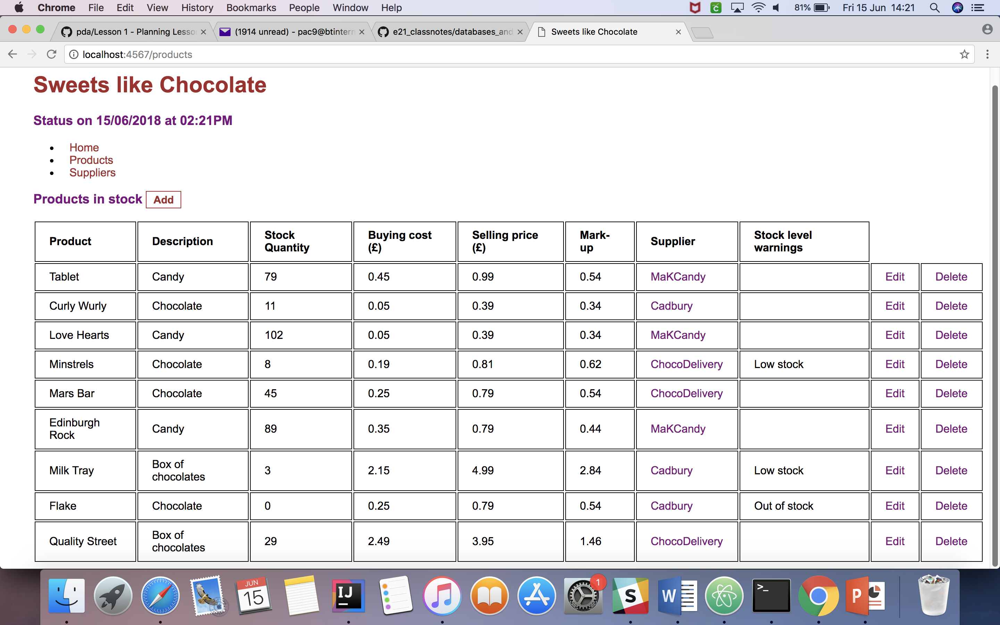 Chrome File Edit View History Bookmarks People Window Help 81% Fri 15 Jun 14:21
pda/Lesson 1 - Planning Lesso (1914 unread) - pac9@btintern e21_classnotes/databases_and Sweets like Chocolate
localhost:4567/products
Sweets like Chocolate
Status on 15/06/2018 at 02:21PM
Home
Products
Suppliers
Products in stock Add
Product Description Stock Quantity Buying cost (£) Selling price (£) Mark-up Supplier Stock level warnings
Tablet Candy 79 0.45 0.99 0.54 MaKCandy Edit Delete
Curly Wurly Chocolate 11 0.05 0.39 0.34 Cadbury Edit Delete
Love Hearts Candy 102 0.05 0.39 0.34 MaKCandy Edit Delete
Minstrels Chocolate 8 0.19 0.81 0.62 ChocoDelivery Low stock Edit Delete
Mars Bar Chocolate 45 0.25 0.79 0.54 ChocoDelivery Edit Delete
Edinburgh Rock Candy 89 0.35 0.79 0.44 MaKCandy Edit Delete
Milk Tray Box of chocolates 3 2.15 4.99 2.84 Cadbury Low stock Edit Delete
Flake Chocolate 0 0.25 0.79 0.54 Cadbury Out of stock Edit Delete
Quality Street Box of chocolates 29 2.49 3.95 1.46 ChocoDelivery Edit Delete
JUN
15
IJ
1
S
W
>_
P